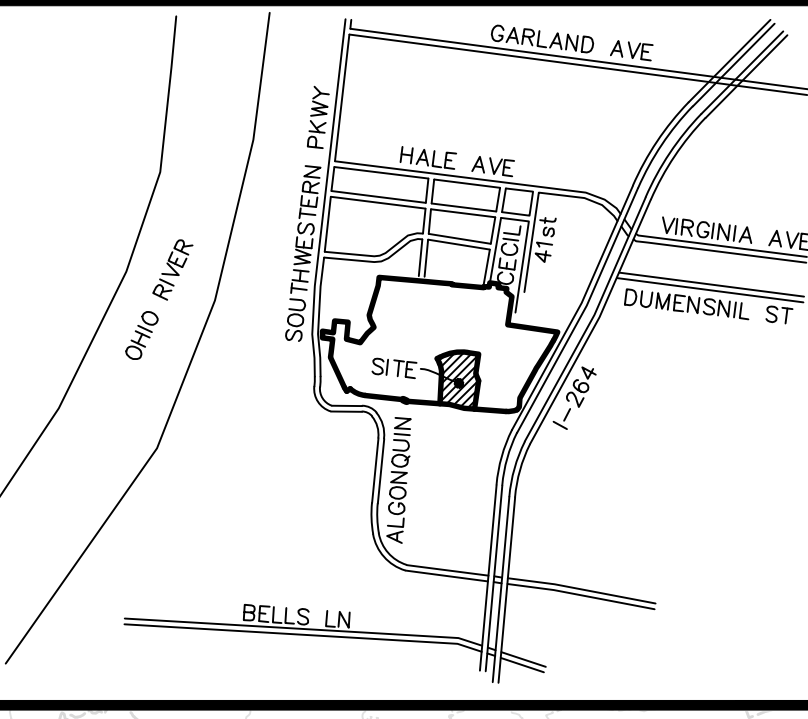 GARLAND AVE
SOUTHWESTERN PKWY
HALE AVE
OHIO RIVER
CECIL
41st
VIRGINIA AVE
DUMENSNIL ST
SITE
I-264
ALGONQUIN
BELLS LN